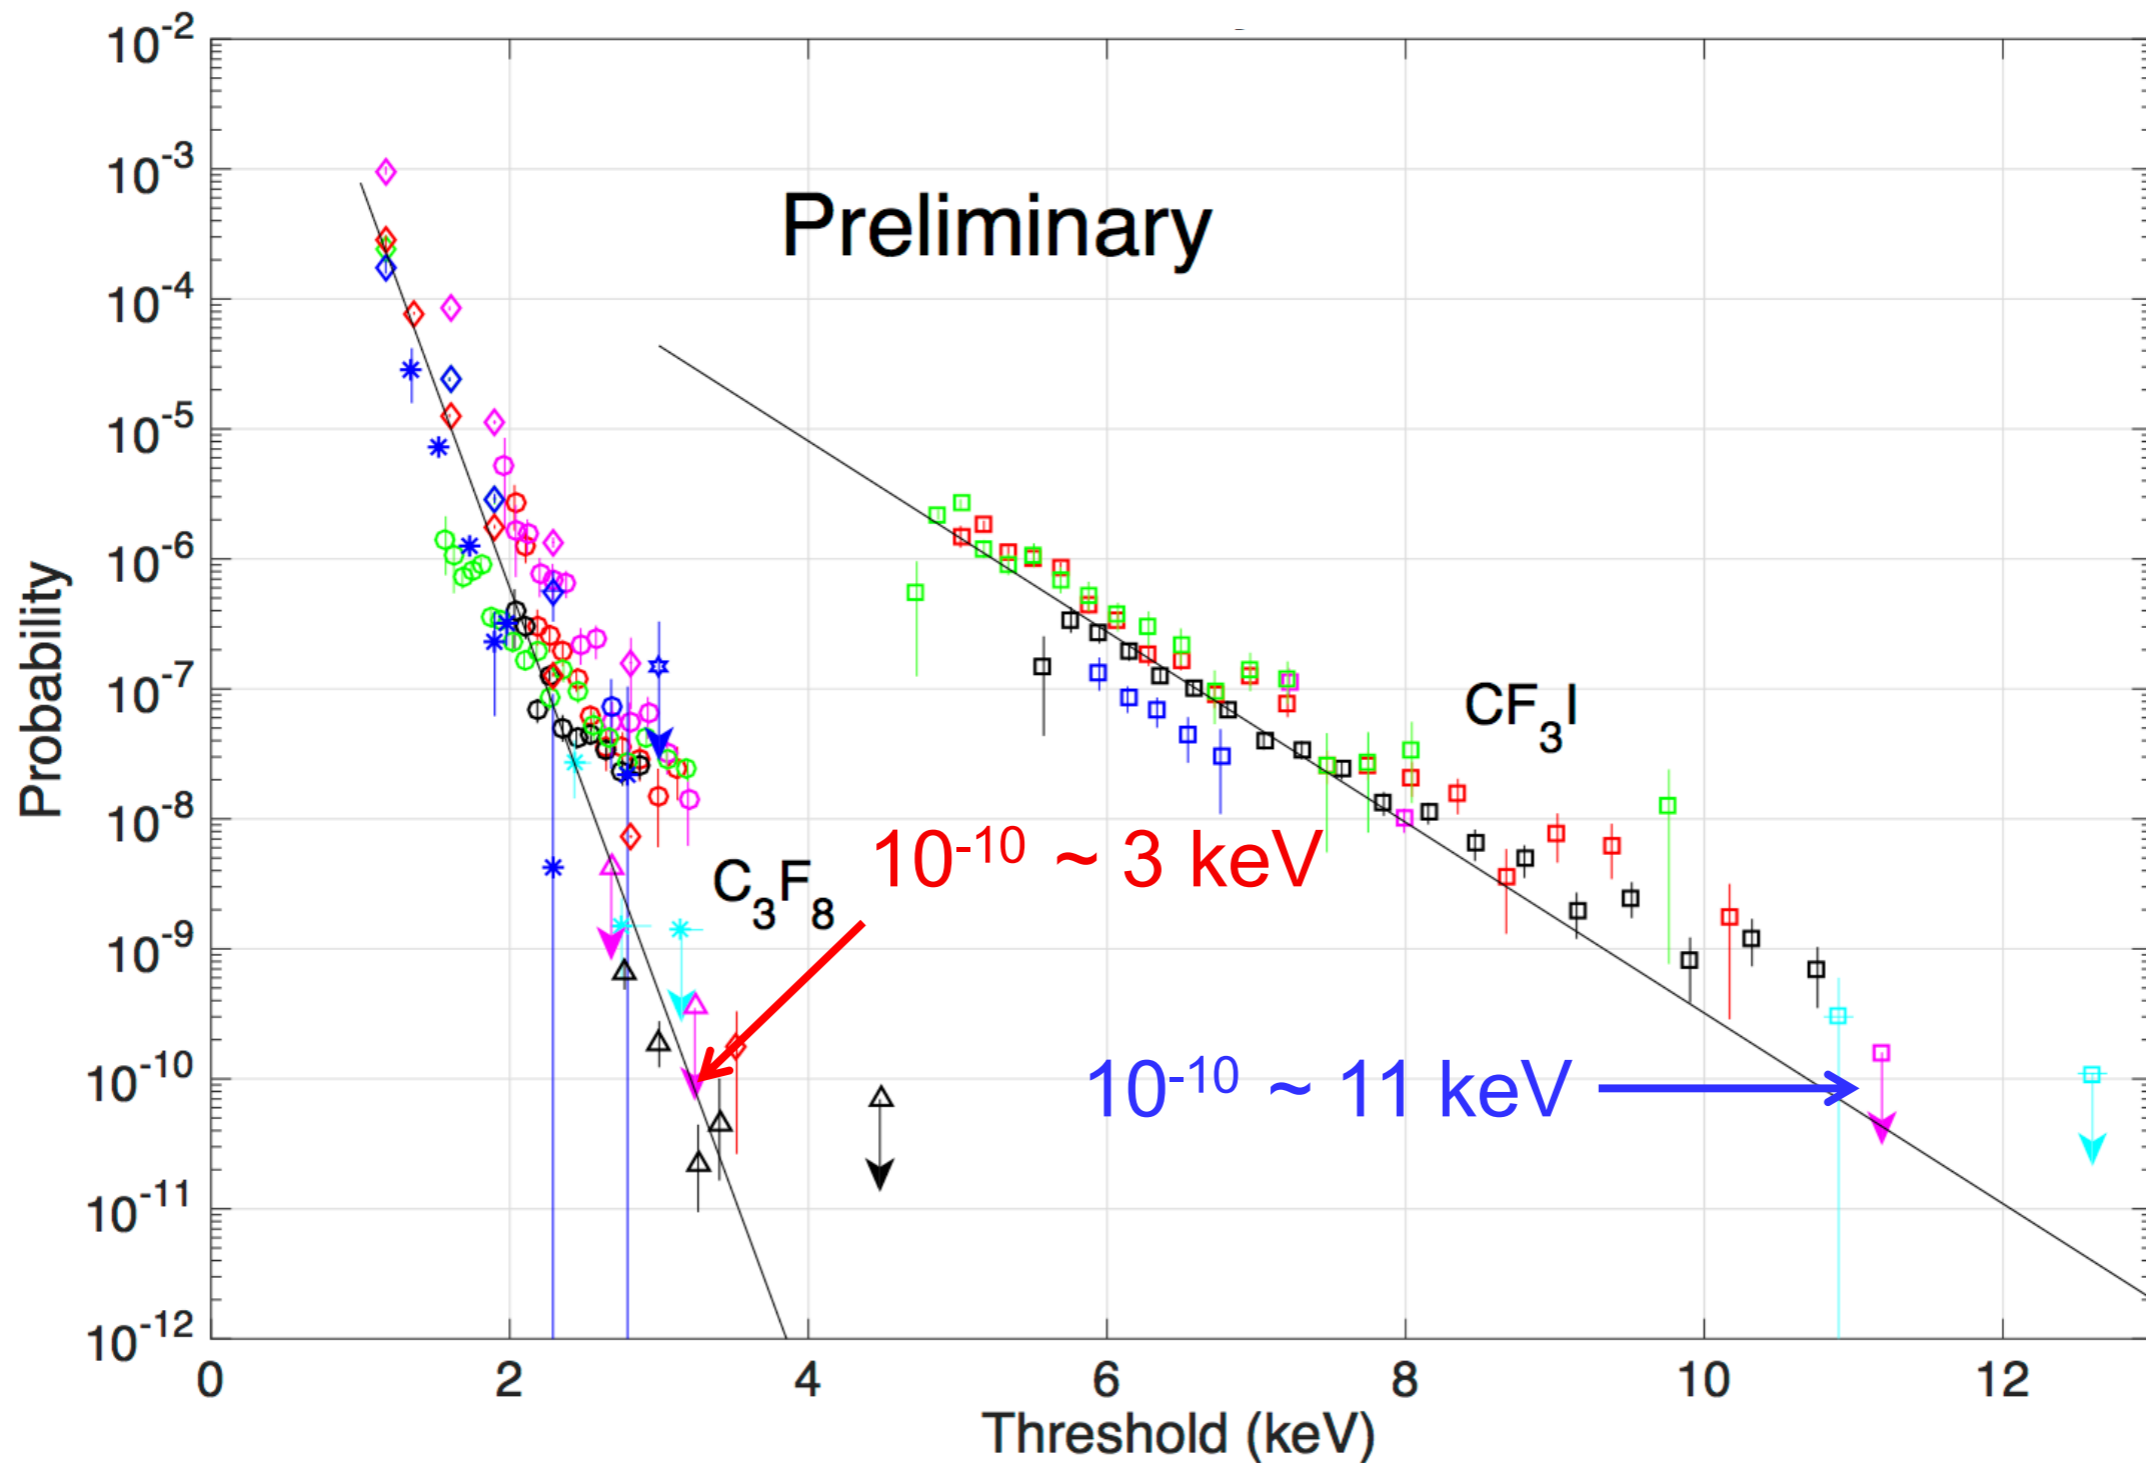 Preliminary
CF₃I
C₃F₈
10⁻¹⁰ ~ 3 keV
10⁻¹⁰ ~ 11 keV
Probability
10⁻²
10⁻³
10⁻⁴
10⁻⁵
10⁻⁶
10⁻⁷
10⁻⁸
10⁻⁹
10⁻¹⁰
10⁻¹¹
10⁻¹²
0 2 4 6 8 10 12
Threshold (keV)